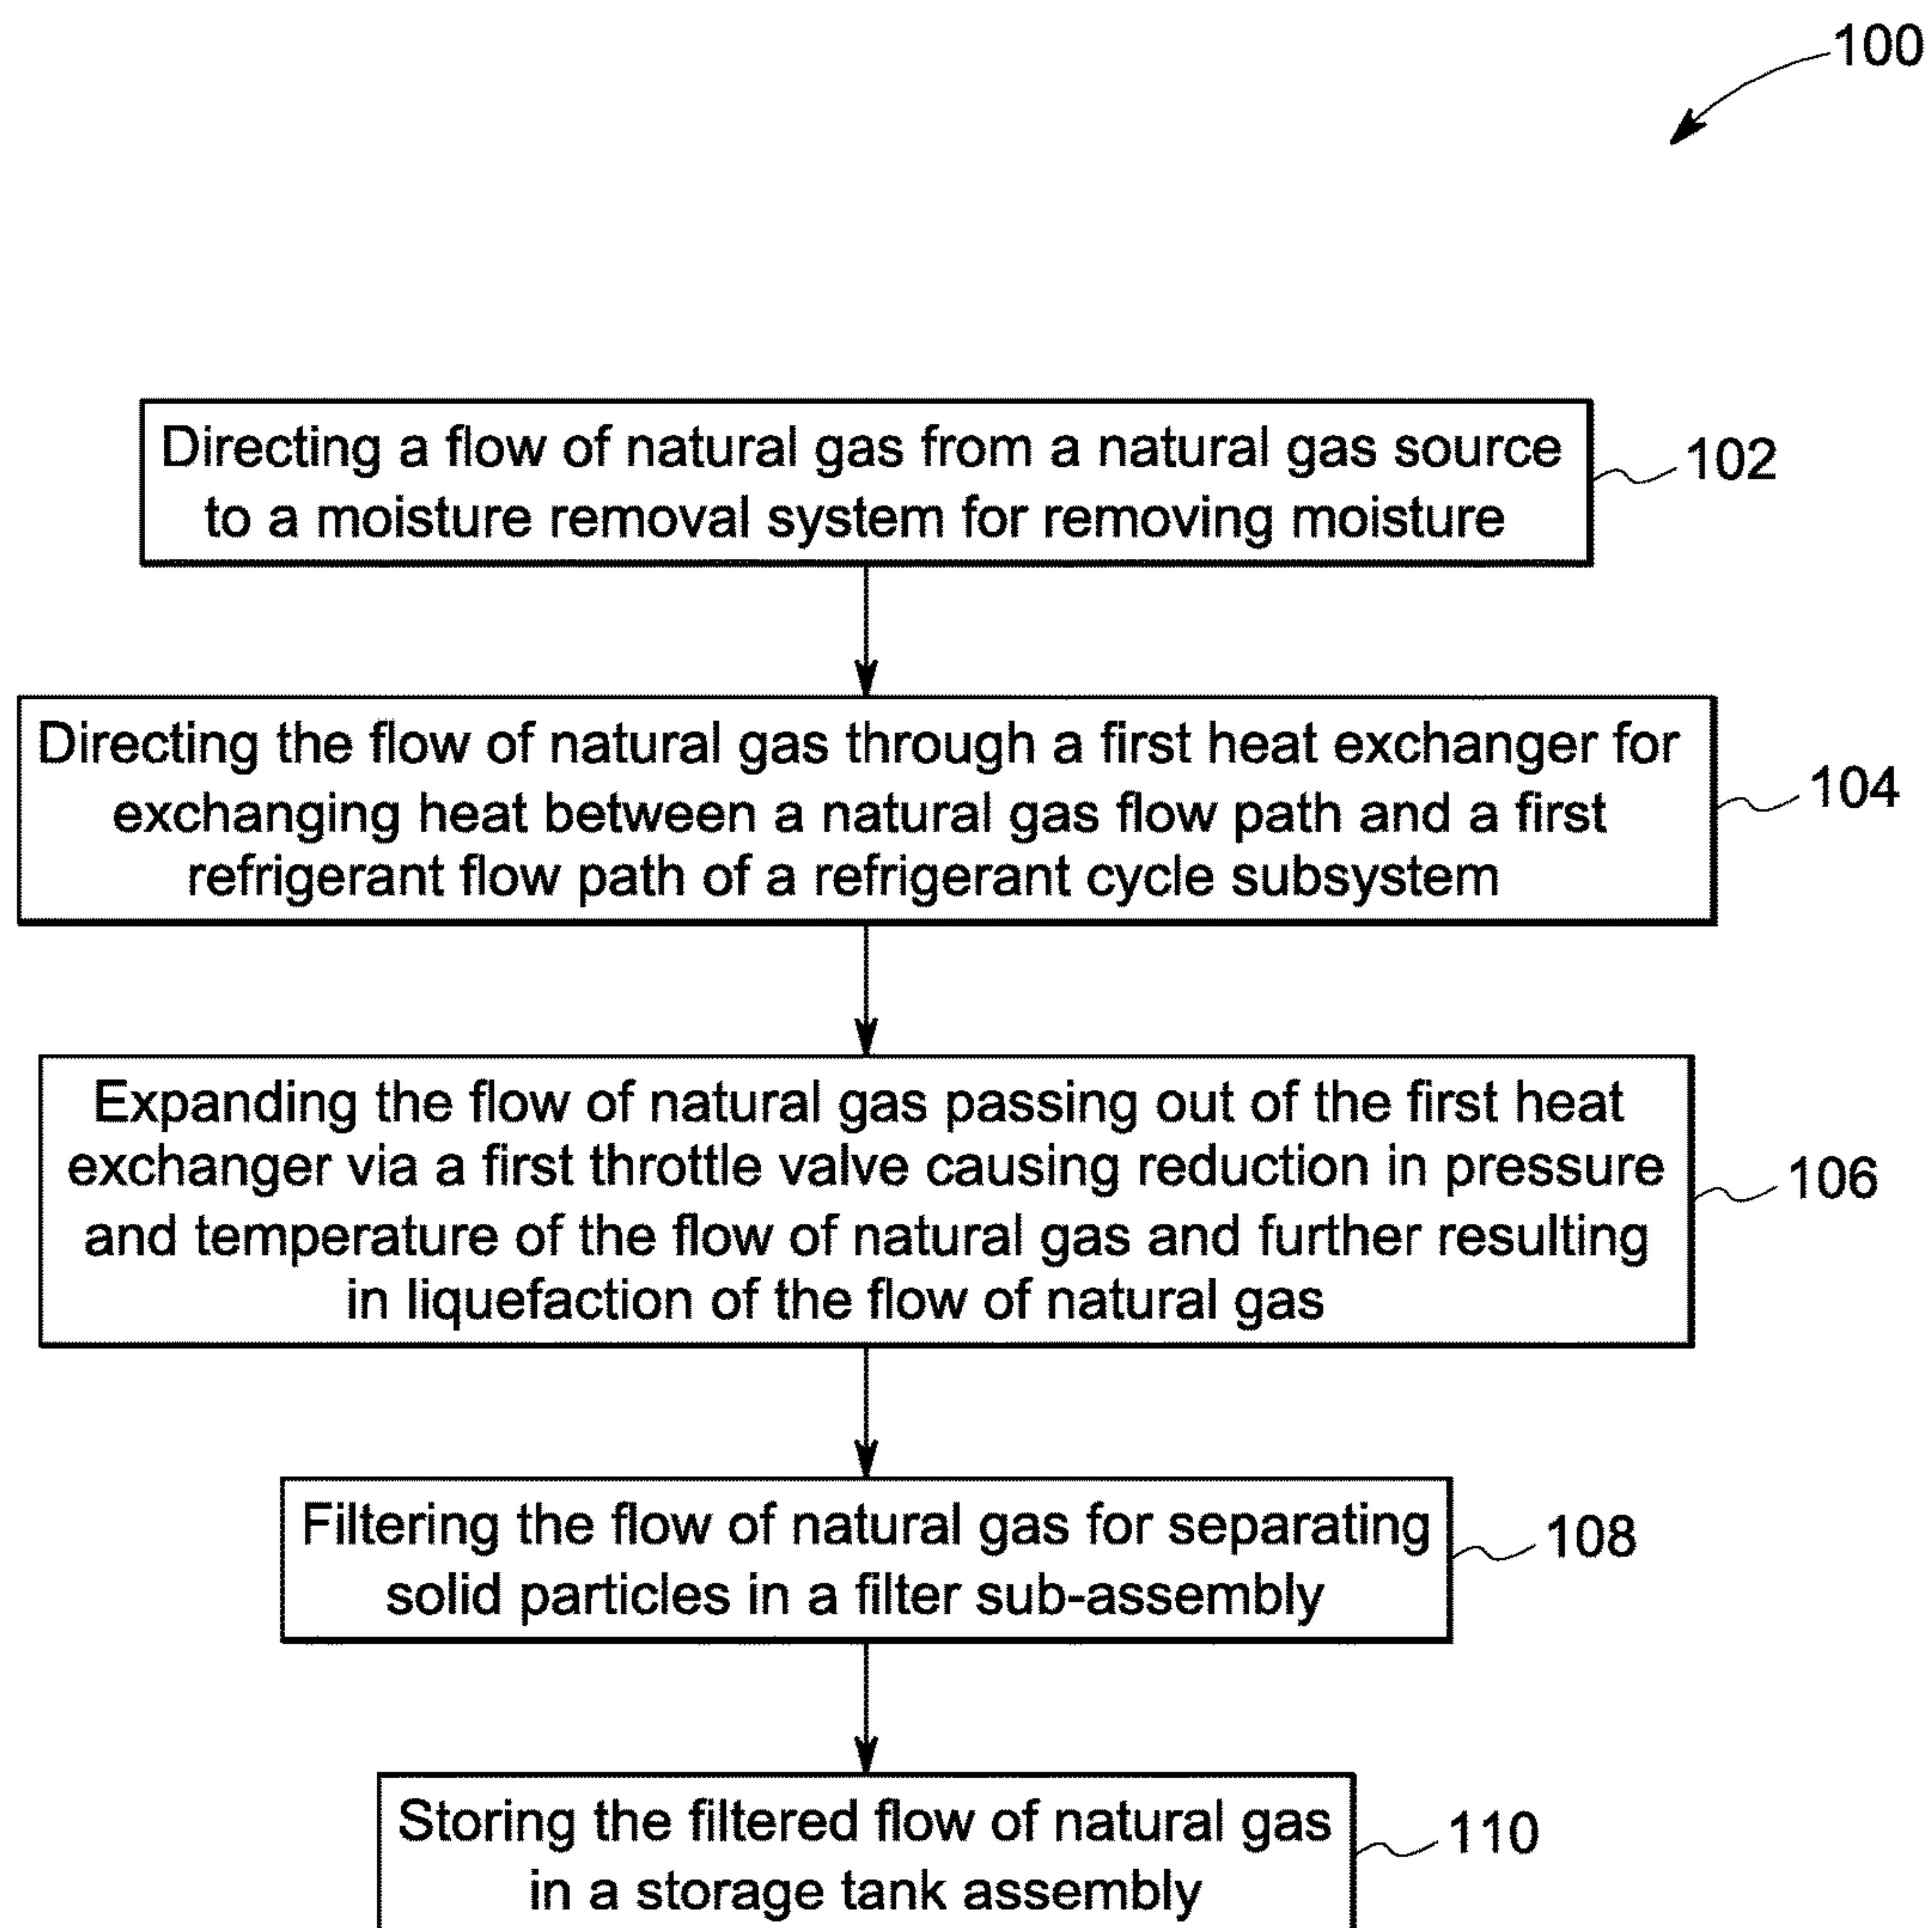 100
Directing a flow of natural gas from a natural gas source
to a moisture removal system for removing moisture
102
Directing the flow of natural gas through a first heat exchanger for
exchanging heat between a natural gas flow path and a first
refrigerant flow path of a refrigerant cycle subsystem
104
Expanding the flow of natural gas passing out of the first heat
exchanger via a first throttle valve causing reduction in pressure
and temperature of the flow of natural gas and further resulting
in liquefaction of the flow of natural gas
106
Filtering the flow of natural gas for separating
solid particles in a filter sub-assembly
108
Storing the filtered flow of natural gas
in a storage tank assembly
110